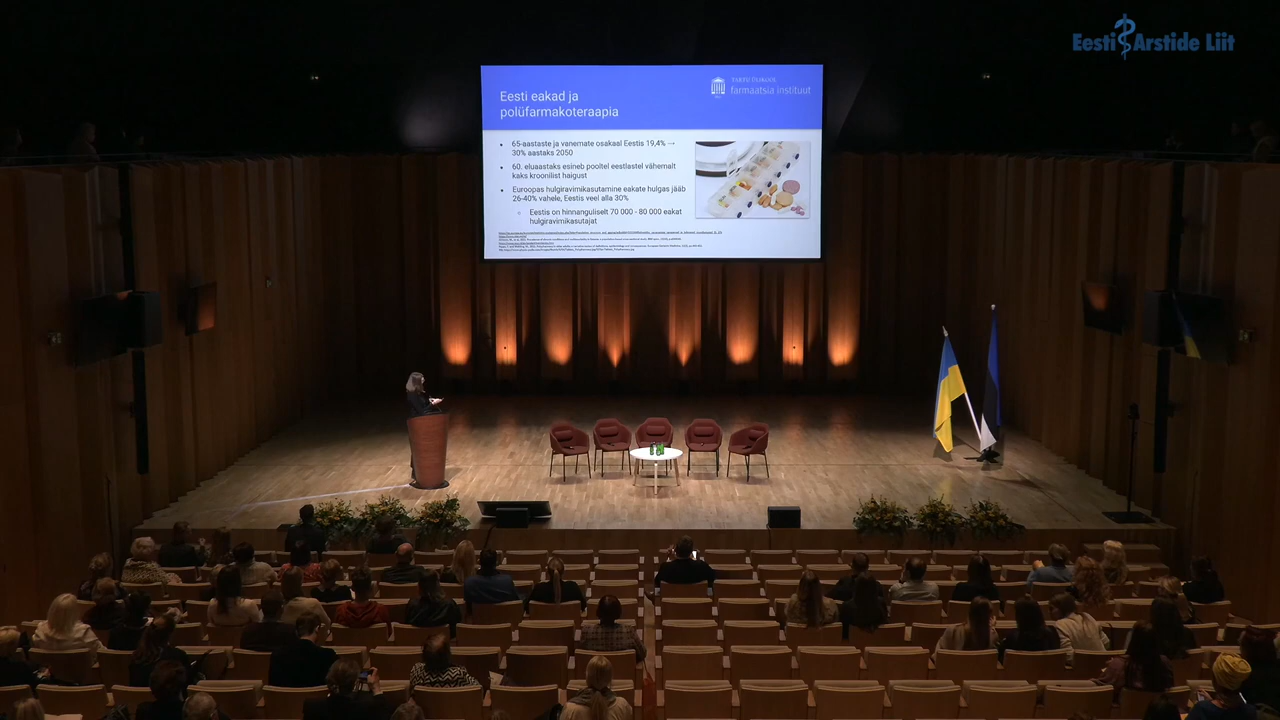 Eesti Arstide Liit
TARTU ÜLIKOOL
farmaatsia instituut
Eesti eakad ja
polüfarmakoteraapia
65-aastaste ja vanemate osakaal Eestis 19,4% →
30% aastaks 2050
60. eluaastaks esineb pooltel eestlastel vähemalt
kaks kroonilist haigust
Euroopas hulgiravimikasutamine eakate hulgas jääb
26-40% vahele, Eestis veel alla 30%
Eestis on hinnanguliselt 70 000 - 80 000 eakat
hulgiravimikasutajat